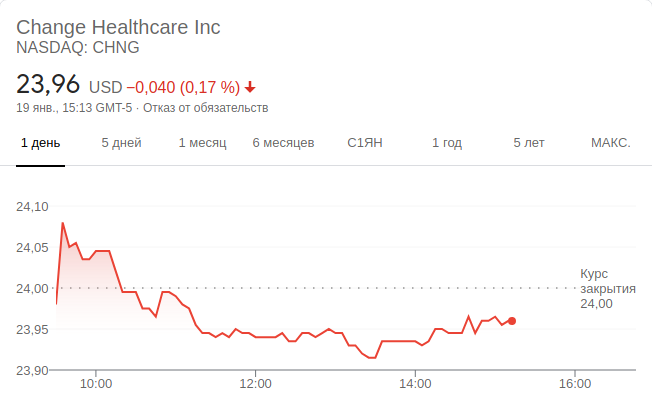 Change Healthcare Inc
NASDAQ: CHNG
23,96 USD −0,040 (0,17 %)
19 янв., 15:13 GMT-5 · Отказ от обязательств
1 день 5 дней 1 месяц 6 месяцев С1ЯН 1 год 5 лет МАКС.
24,10
24,05
24,00
23,95
23,90
Курс
закрытия
24,00
10:00 12:00 14:00 16:00